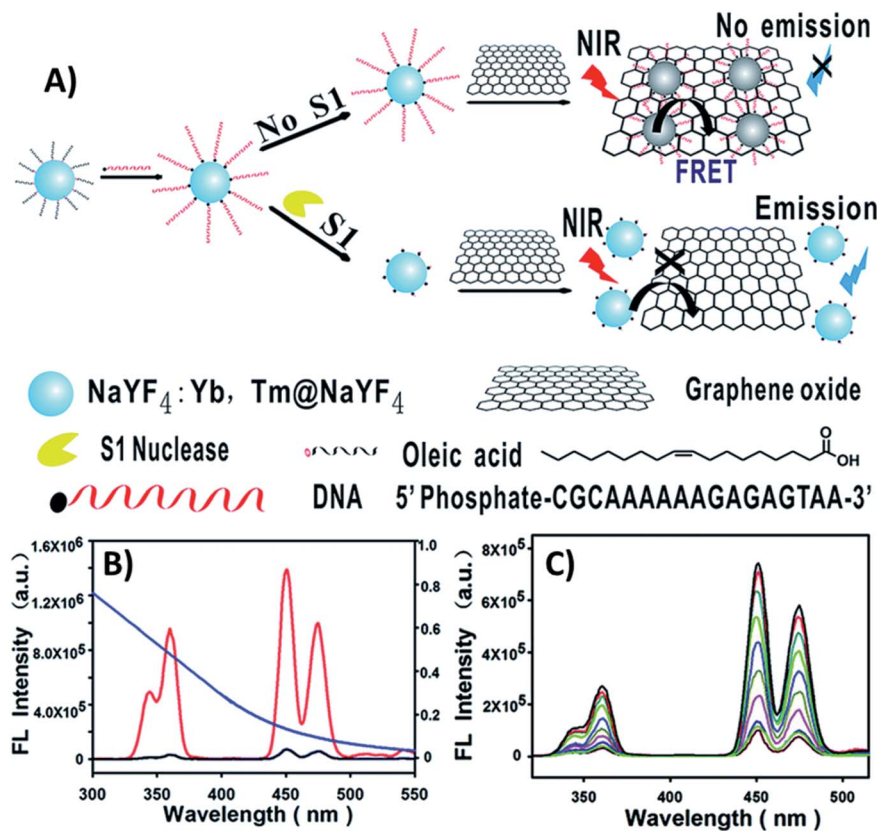 A)
No S1
S1
NIR
No emission
FRET
NIR
Emission
NaYF4: Yb, Tm@NaYF4
Graphene oxide
S1 Nuclease
Oleic acid
O
OH
DNA
5' Phosphate-CGCAAAAAAGAGAGTAA-3'
B)
FL Intensity (a.u.)
1.6X10^6
1.2X10^6
8.0X10^5
4.0X10^5
0
1.0
0.8
0.6
0.4
0.2
0
300 350 400 450 500 550
Wavelength ( nm )
C)
FL Intensity (a.u.)
8X10^5
6X10^5
4X10^5
2X10^5
0
350 400 450 500
Wavelength ( nm )